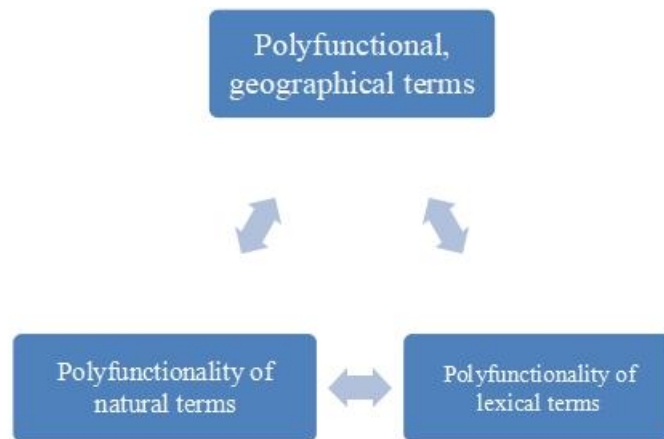 Polyfunctional,
geographical terms
Polyfunctionality of
natural terms
Polyfunctionality of
lexical terms